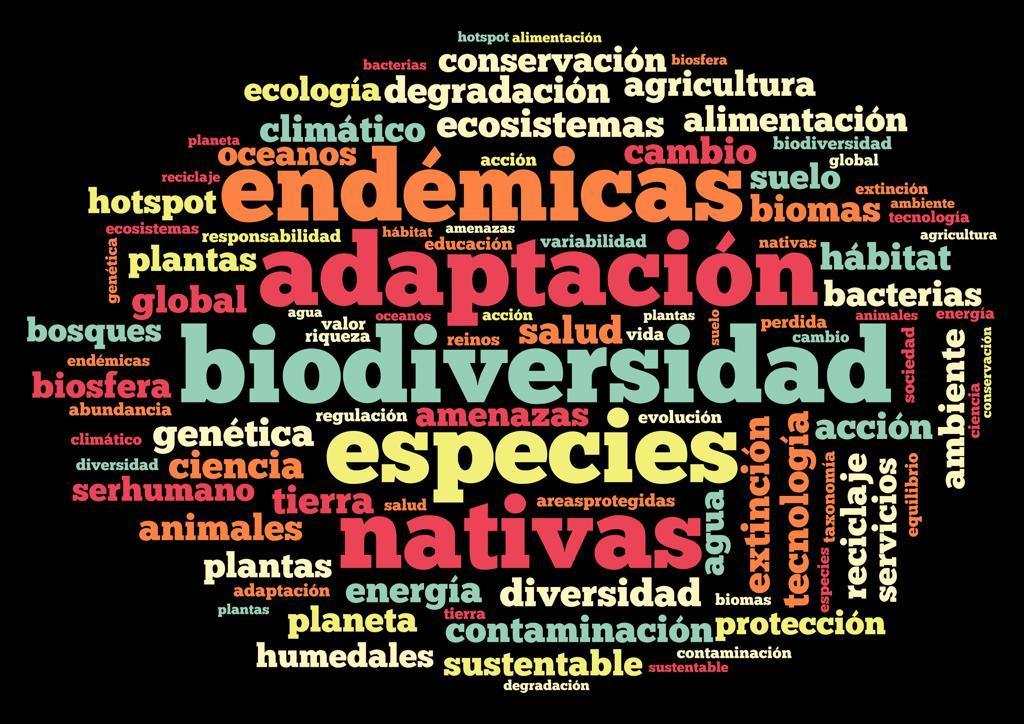 hotspot alimentación
bacterias conservación biosfera
ecología degradación agricultura
climático ecosistemas alimentación
planeta oceanos acción cambio biodiversidad
global
reciclaje endémicas suelo extinción
hotspot biomas ambiente
tecnología
ecosistemas responsabilidad hábitat amenazas agricultura
educación variabilidad nativas
genética plantas adaptación hábitat
global bacterias
agua oceanos acción plantas suelo animales energía
bosques valor salud vida perdida
riqueza reinos cambio
endémicas biodiversidad sociedad ambiente conservación
biosfera ciencia
abundancia regulación amenazas evolución
climático genética especies acción
diversidad ciencia extinción tecnología taxonomía reciclaje servicios equilibrio
serhumano tierra salud areasprotegidas agua
animales nativas
plantas especies
adaptación energía diversidad biomas
plantas planeta tierra contaminación protección
humedales sustentable contaminación
sustentable
degradación